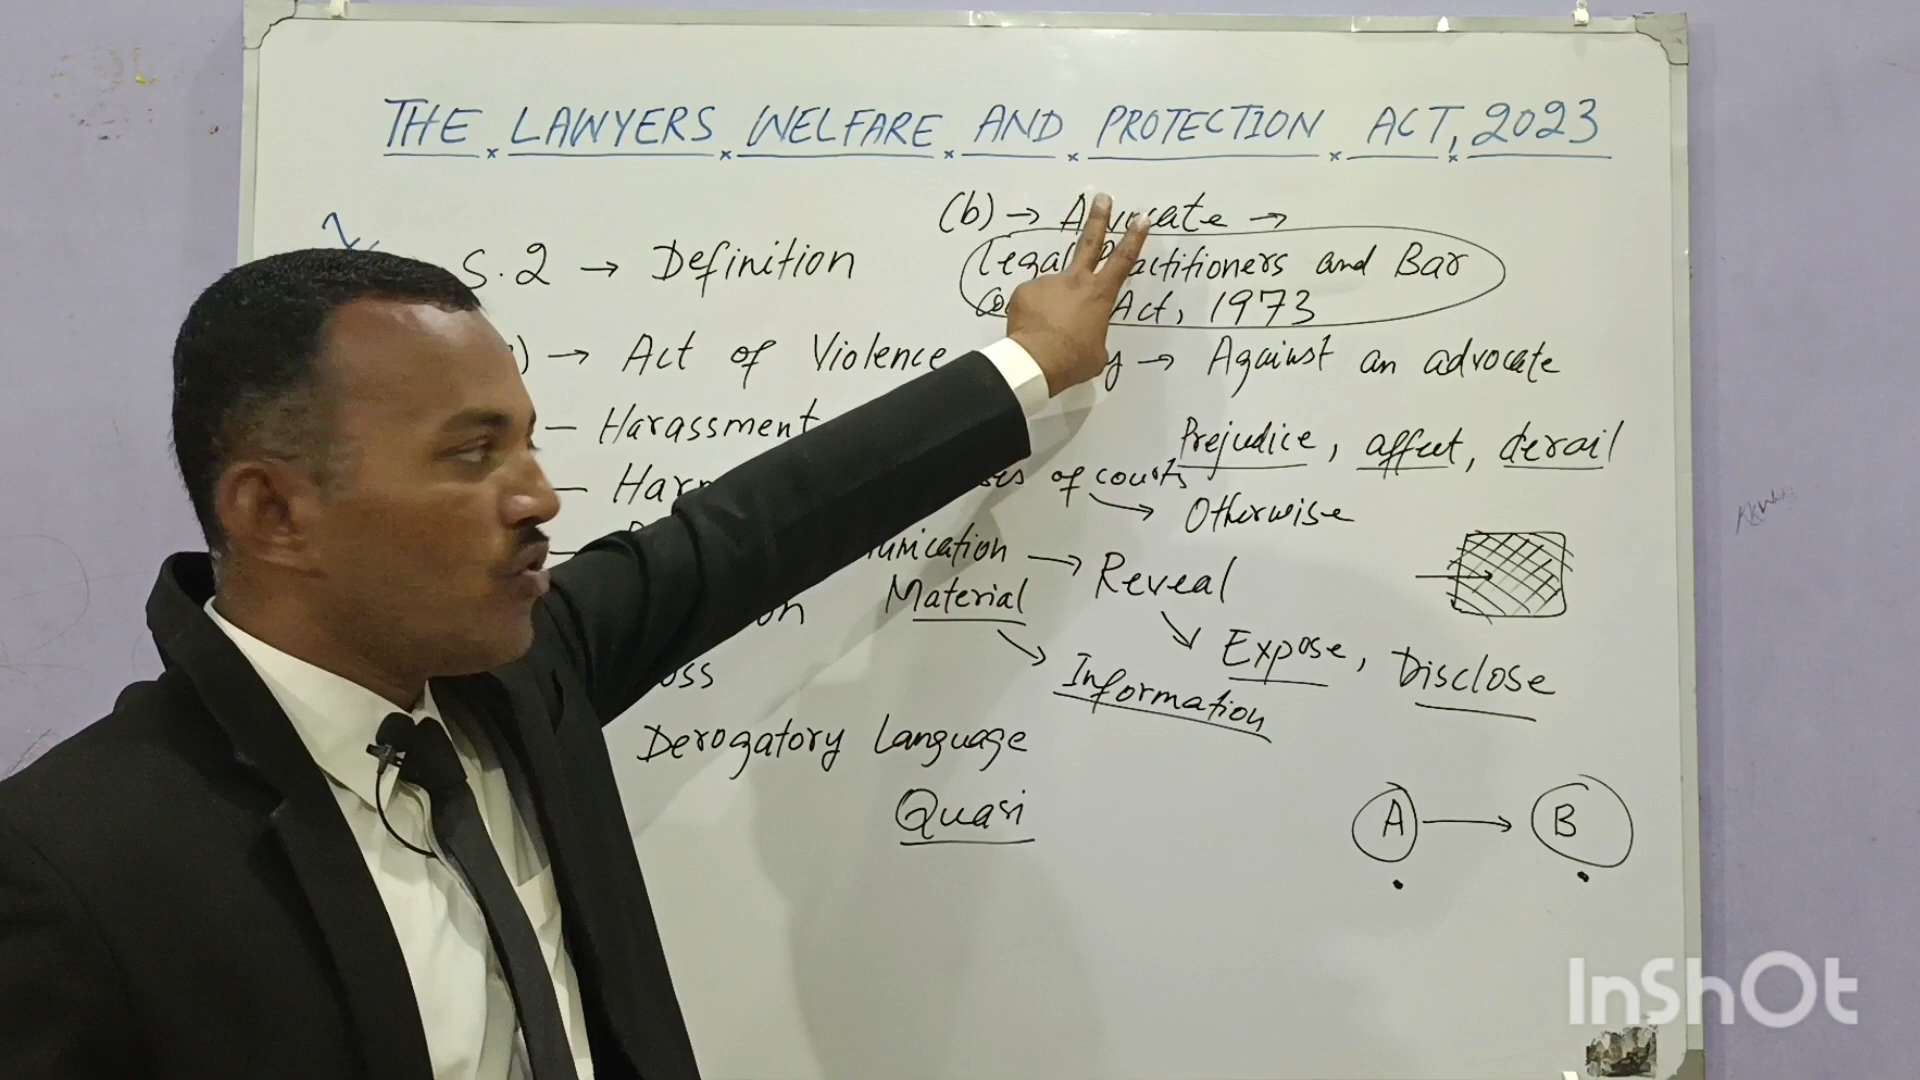 THE LAWYERS WELFARE AND PROTECTION ACT, 2023
(b) → Advocate →
S.2 → Definition
Legal Practitioners and Bar
Act, 1973
→ Act of Violence
→ Against an advocate
— Harassment
Prejudice, affect, derail
of courts
Otherwise
Reveal
Material
Expose, Disclose
Information
Derogatory Language
Quasi
A → B
InShOt